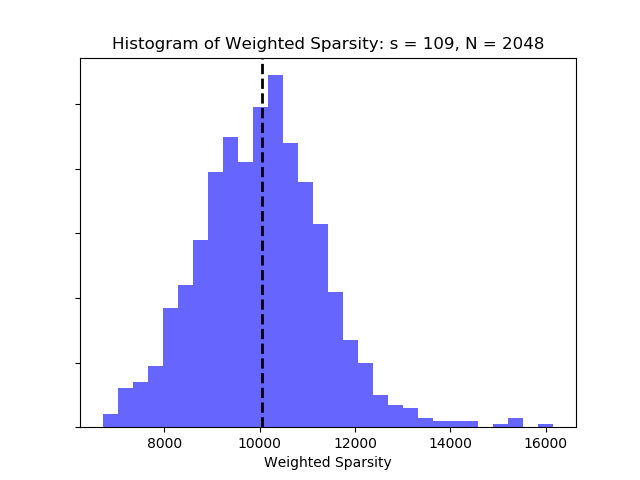 Histogram of Weighted Sparsity: s = 109, N = 2048
8000 10000 12000 14000 16000
Weighted Sparsity